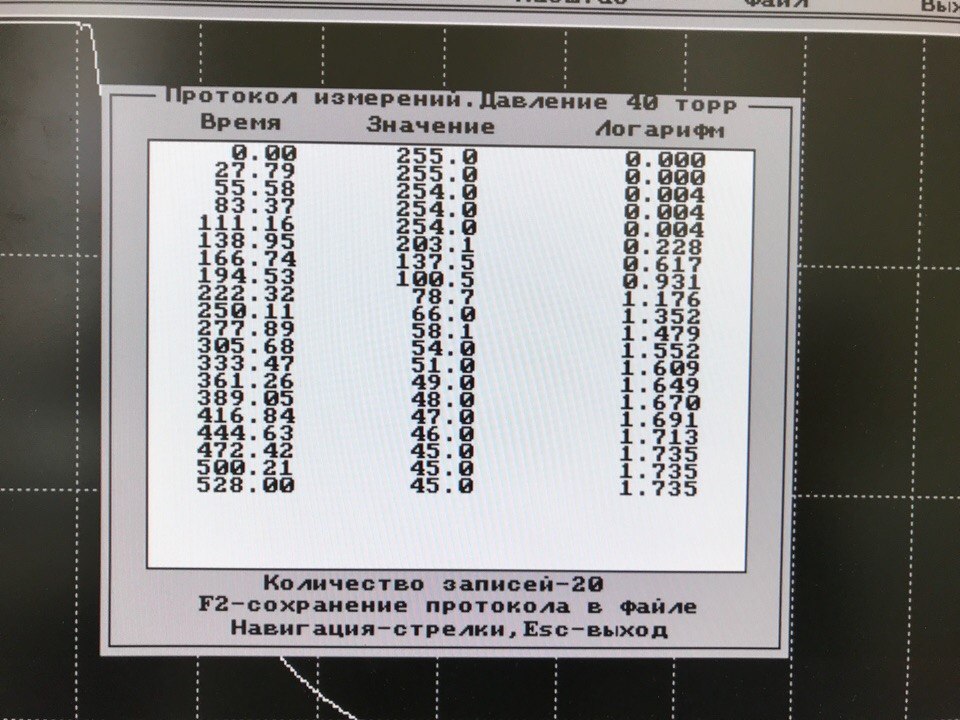 Масштаб Файл Вых
Протокол измерений.Давление 40 торр
Время Значение Логарифм
0.00 255.0 0.000
27.79 255.0 0.000
55.58 254.0 0.004
83.37 254.0 0.004
111.16 254.0 0.004
138.95 203.1 0.228
166.74 137.5 0.617
194.53 100.5 0.931
222.32 78.7 1.176
250.11 66.0 1.352
277.89 58.1 1.479
305.68 54.0 1.552
333.47 51.0 1.609
361.26 49.0 1.649
389.05 48.0 1.670
416.84 47.0 1.691
444.63 46.0 1.713
472.42 45.0 1.735
500.21 45.0 1.735
528.00 45.0 1.735
Количество записей-20
F2-сохранение протокола в файле
Навигация-стрелки,Esc-выход